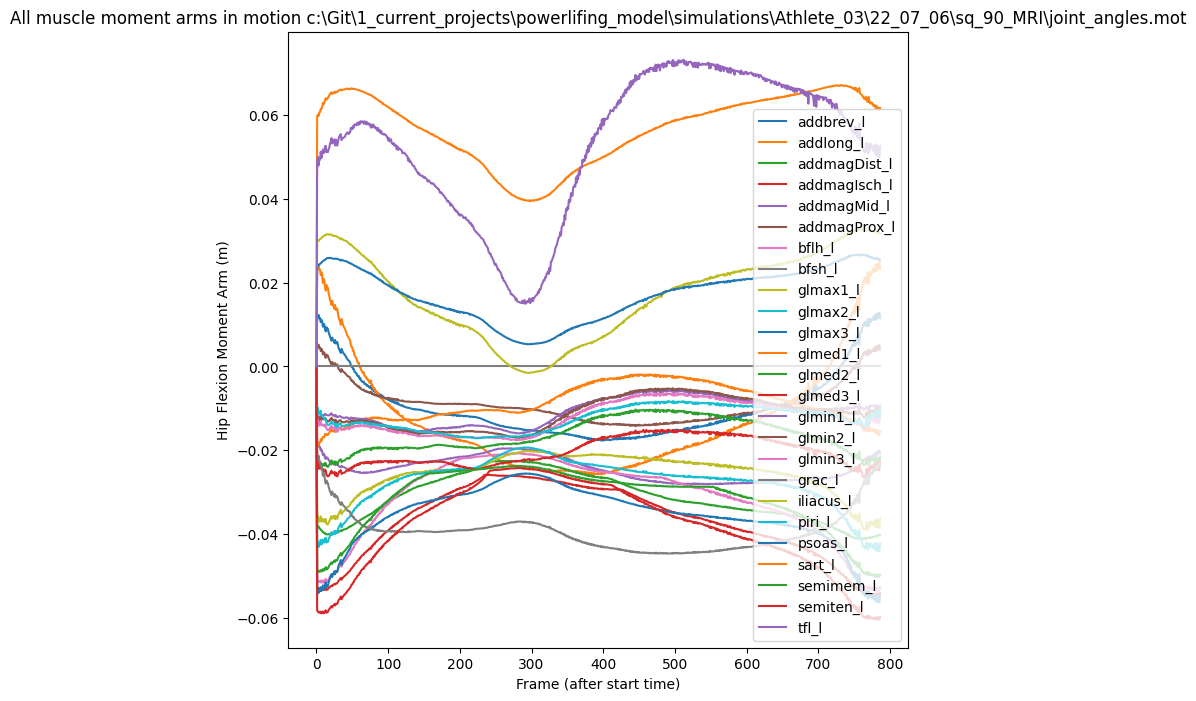 All muscle moment arms in motion c:\Git\1_current_projects\powerlifing_model\simulations\Athlete_03\22_07_06\sq_90_MRI\joint_angles.mot
Hip Flexion Moment Arm (m)
0.06
0.04
0.02
0.00
−0.02
−0.04
−0.06
addbrev_l
addlong_l
addmagDist_l
addmagIsch_l
addmagMid_l
addmagProx_l
bflh_l
bfsh_l
glmax1_l
glmax2_l
glmax3_l
glmed1_l
glmed2_l
glmed3_l
glmin1_l
glmin2_l
glmin3_l
grac_l
iliacus_l
piri_l
psoas_l
sart_l
semimem_l
semiten_l
tfl_l
0 100 200 300 400 500 600 700 800
Frame (after start time)